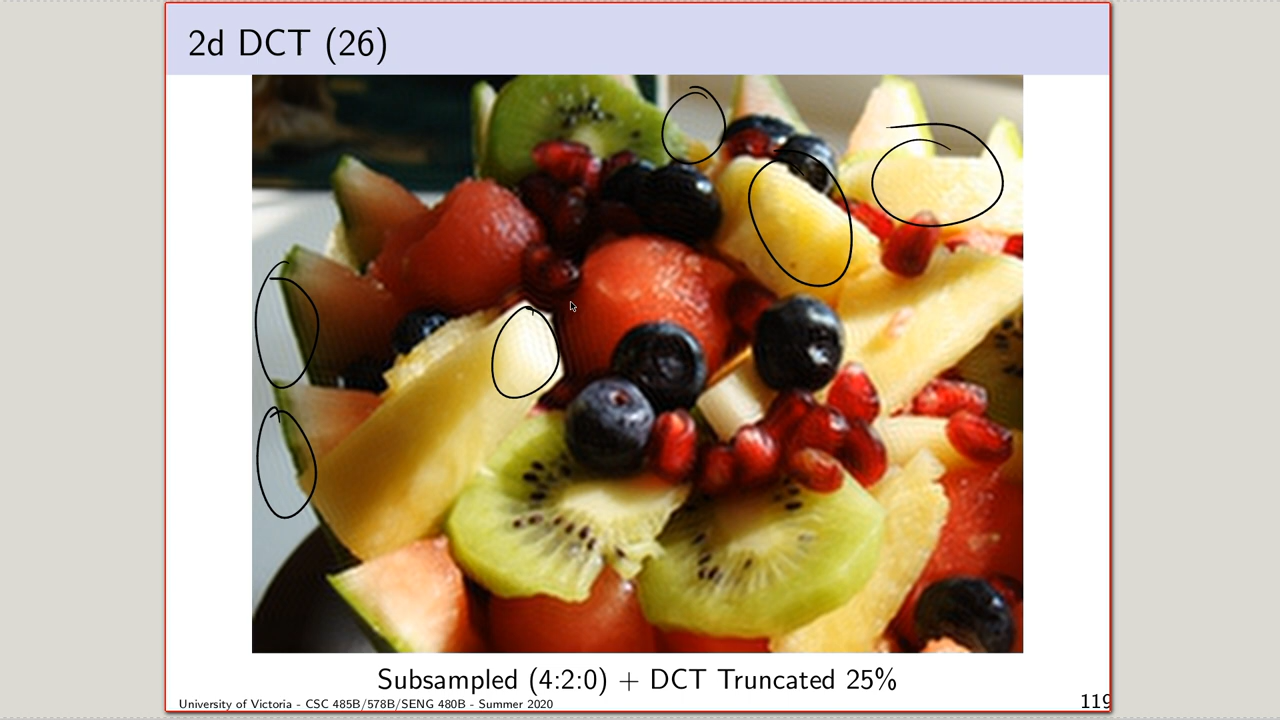 2d DCT (26)
Subsampled (4:2:0) + DCT Truncated 25%
University of Victoria - CSC 485B/578B/SENG 480B - Summer 2020
119